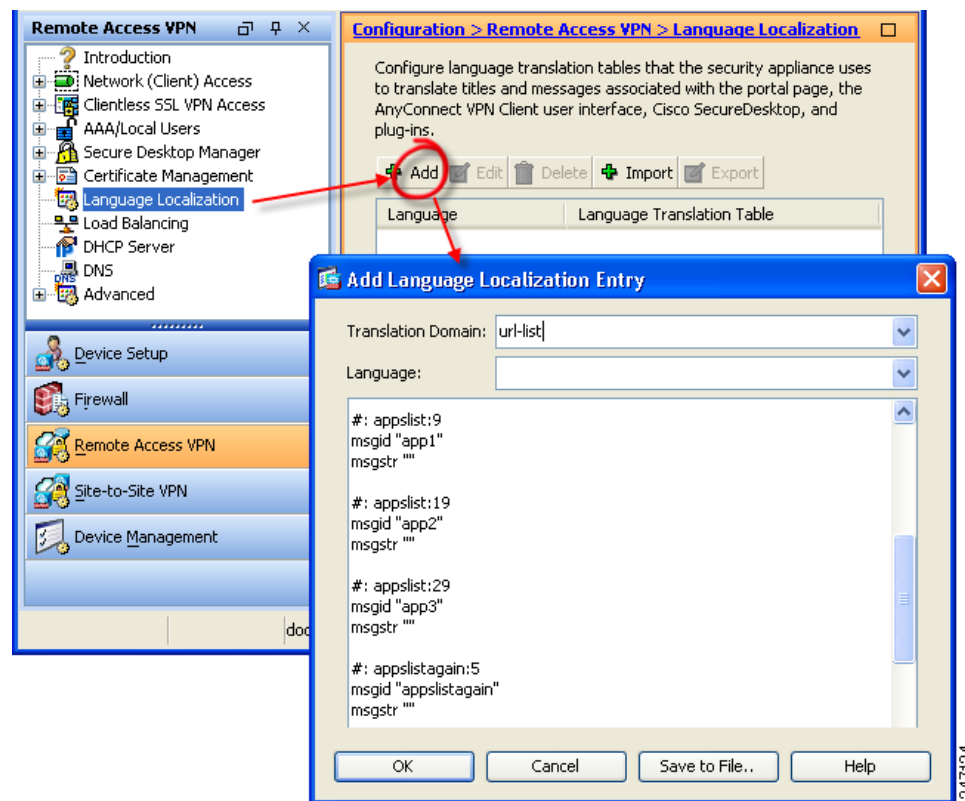 Remote Access VPN
Introduction
Network (Client) Access
Clientless SSL VPN Access
AAA/Local Users
Secure Desktop Manager
Certificate Management
Language Localization
Load Balancing
DHCP Server
DNS
DNS
Advanced
Device Setup
Firewall
Remote Access VPN
Site-to-Site VPN
Device Management
doc
Configuration > Remote Access VPN > Language Localization
Configure language translation tables that the security appliance uses
to translate titles and messages associated with the portal page, the
AnyConnect VPN Client user interface, Cisco SecureDesktop, and
plug-ins.
Add Edit Delete Import Export
Language Language Translation Table
Add Language Localization Entry
Translation Domain: url-list
Language:
#: appslist:9
msgid "app1"
msgstr ""
#: appslist:19
msgid "app2"
msgstr ""
#: appslist:29
msgid "app3"
msgstr ""
#: appslistagain:5
msgid "appslistagain"
msgstr ""
OK Cancel Save to File.. Help